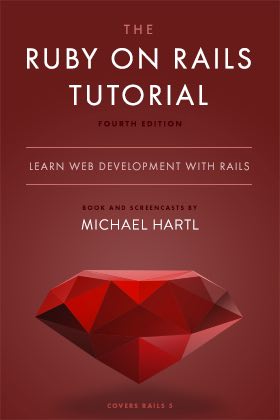 THE
RUBY ON RAILS
TUTORIAL
FOURTH EDITION
LEARN WEB DEVELOPMENT WITH RAILS
BOOK AND SCREENCASTS BY
MICHAEL HARTL
COVERS RAILS 5